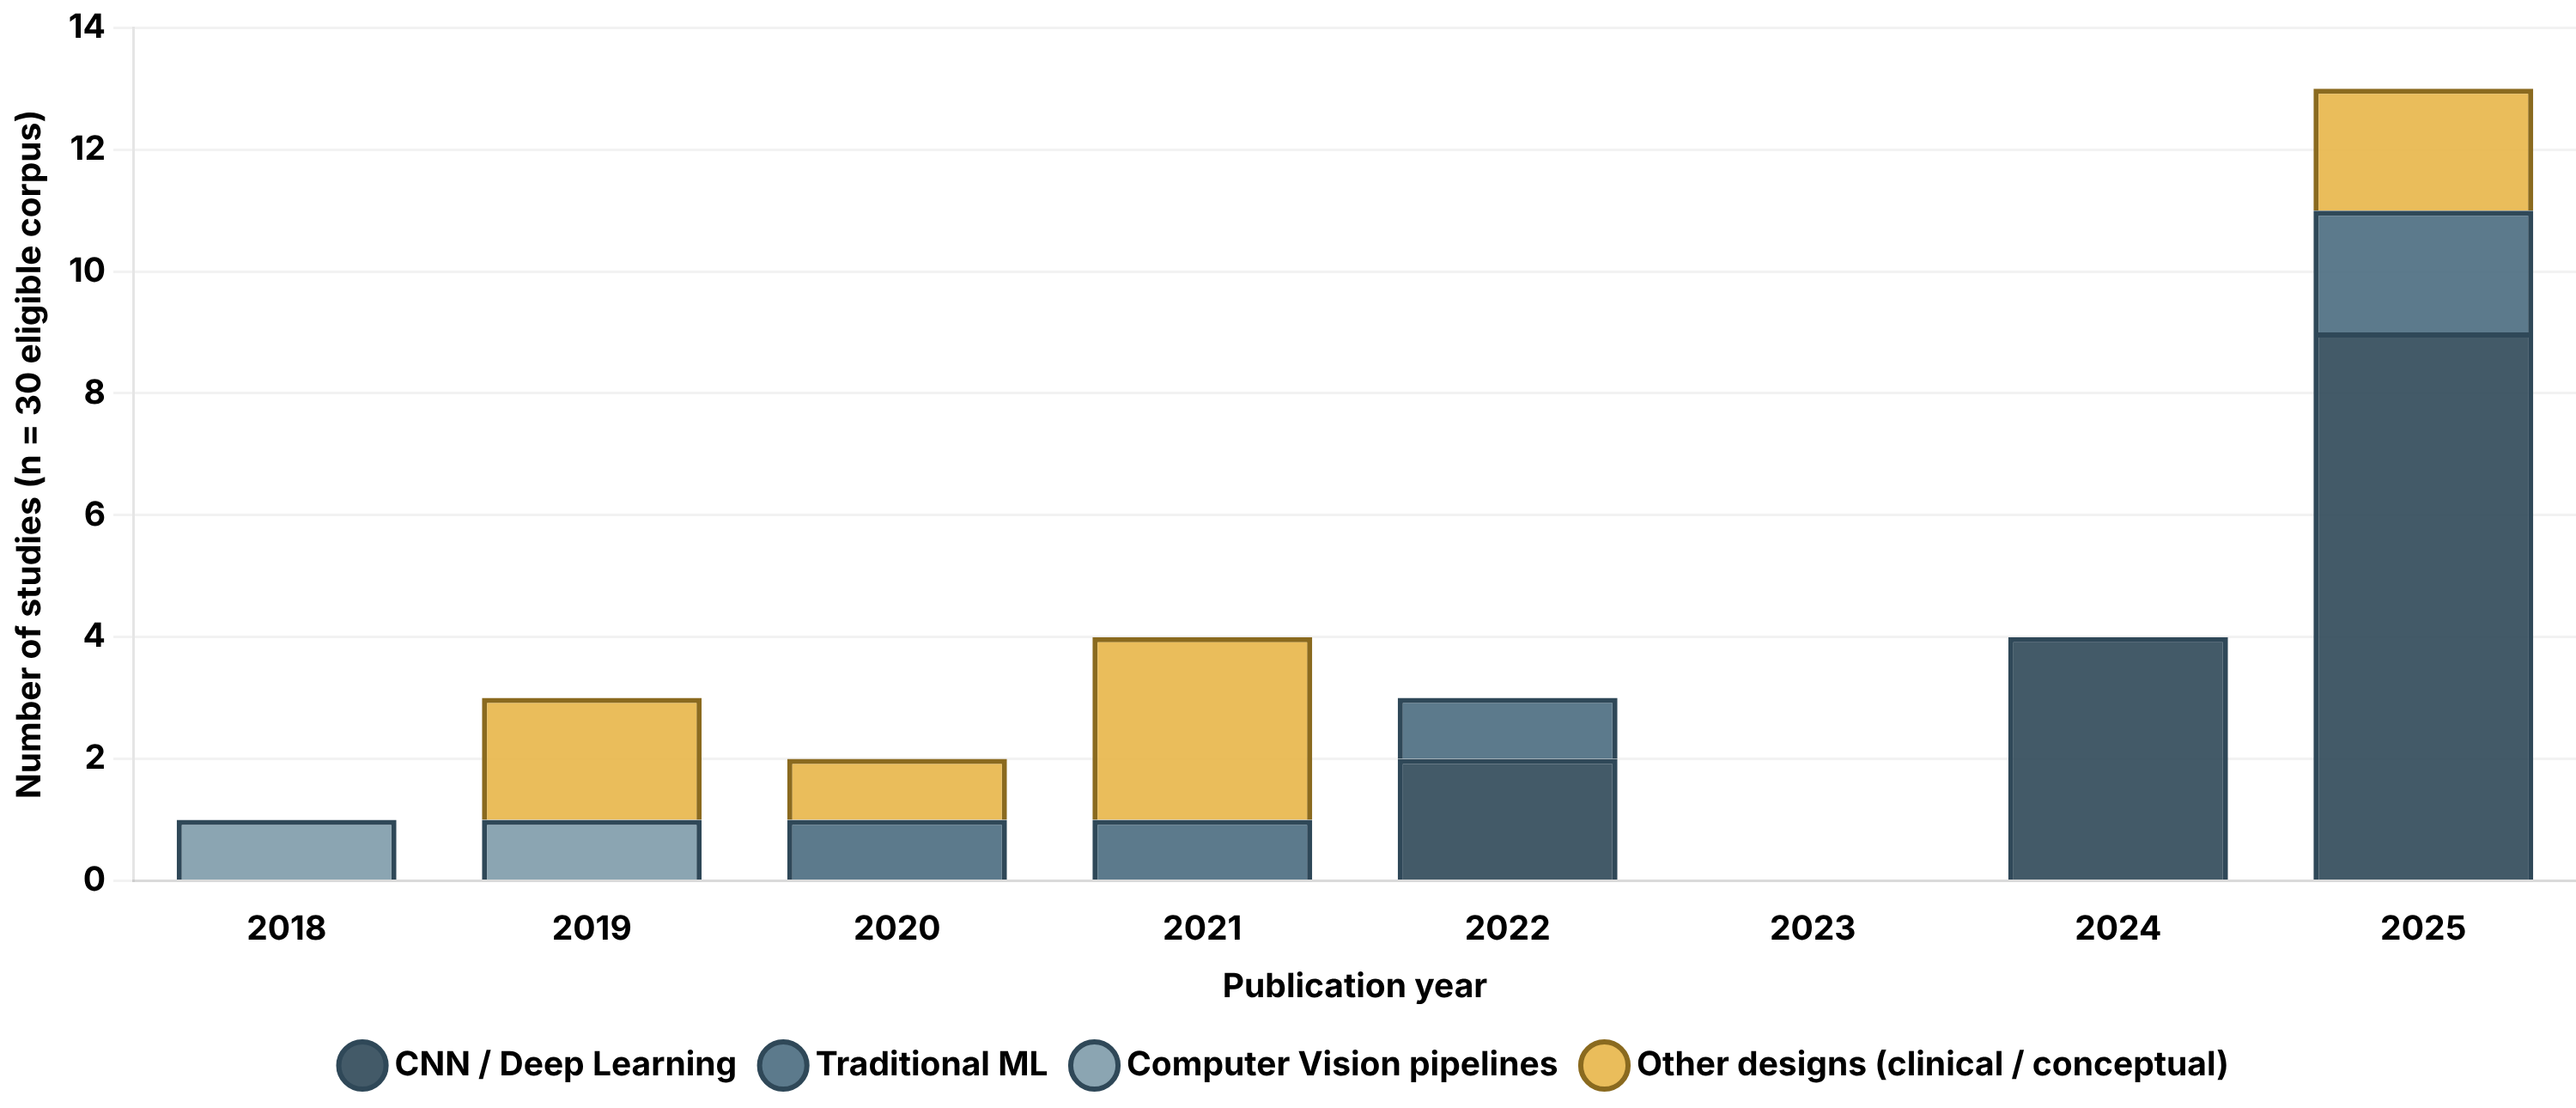 Number of studies (n = 30 eligible corpus)
14
12
10
8
6
4
2
0
2018 2019 2020 2021 2022 2023 2024 2025
Publication year
CNN / Deep Learning Traditional ML Computer Vision pipelines Other designs (clinical / conceptual)